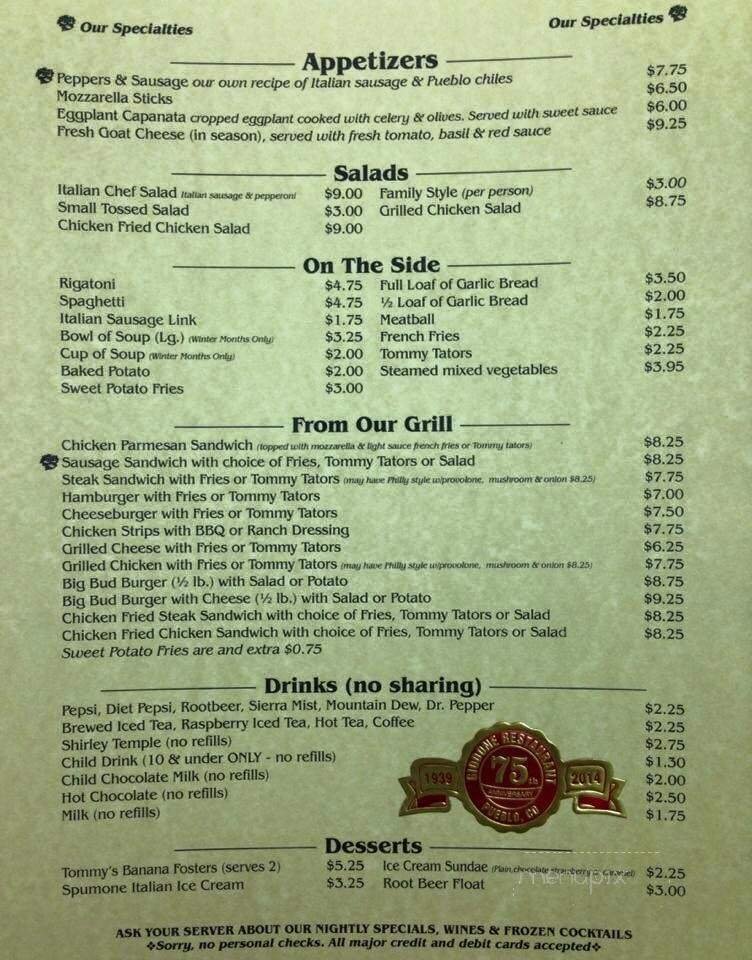 Our Specialties Our Specialties
Appetizers
Peppers & Sausage our own recipe of Italian sausage & Pueblo chiles $7.75
Mozzarella Sticks $6.50
Eggplant Capanata cropped eggplant cooked with celery & olives. Served with sweet sauce $6.00
Fresh Goat Cheese (in season), served with fresh tomato, basil & red sauce $9.25
Salads
Italian Chef Salad Italian sausage & pepperoni $9.00 Family Style (per person) $3.00
Small Tossed Salad $3.00 Grilled Chicken Salad $8.75
Chicken Fried Chicken Salad $9.00
On The Side
Rigatoni $4.75 Full Loaf of Garlic Bread $3.50
Spaghetti $4.75 ½ Loaf of Garlic Bread $2.00
Italian Sausage Link $1.75 Meatball $1.75
Bowl of Soup (Lg.) (Winter Months Only) $3.25 French Fries $2.25
Cup of Soup (Winter Months Only) $2.00 Tommy Tators $2.25
Baked Potato $2.00 Steamed mixed vegetables $3.95
Sweet Potato Fries $3.00
From Our Grill
Chicken Parmesan Sandwich (topped with mozzarella & light sauce french fries or Tommy tators) $8.25
Sausage Sandwich with choice of Fries, Tommy Tators or Salad $8.25
Steak Sandwich with Fries or Tommy Tators (may have Philly style w/provolone, mushroom & onion $8.25) $7.75
Hamburger with Fries or Tommy Tators $7.00
Cheeseburger with Fries or Tommy Tators $7.50
Chicken Strips with BBQ or Ranch Dressing $7.75
Grilled Cheese with Fries or Tommy Tators $6.25
Grilled Chicken with Fries or Tommy Tators (may have Philly style w/provolone, mushroom & onion $8.25) $7.75
Big Bud Burger (½ lb.) with Salad or Potato $8.75
Big Bud Burger with Cheese (½ lb.) with Salad or Potato $9.25
Chicken Fried Steak Sandwich with choice of Fries, Tommy Tators or Salad $8.25
Chicken Fried Chicken Sandwich with choice of Fries, Tommy Tators or Salad $8.25
Sweet Potato Fries are and extra $0.75
Drinks (no sharing)
Pepsi, Diet Pepsi, Rootbeer, Sierra Mist, Mountain Dew, Dr. Pepper $2.25
Brewed Iced Tea, Raspberry Iced Tea, Hot Tea, Coffee $2.25
Shirley Temple (no refills) $2.75
Child Drink (10 & under ONLY - no refills) $1.30
Child Chocolate Milk (no refills) $2.00
Hot Chocolate (no refills) $2.50
Milk (no refills) $1.75
GIODONE RESTAURANT
1939 75th 2014
ANNIVERSARY
PUEBLO, CO
Desserts
Tommy's Banana Fosters (serves 2) $5.25 Ice Cream Sundae (Plain, chocolate, strawberry, Caramel) $2.25
Spumone Italian Ice Cream $3.25 Root Beer Float $3.00
menupix
ASK YOUR SERVER ABOUT OUR NIGHTLY SPECIALS, WINES & FROZEN COCKTAILS
Sorry, no personal checks. All major credit and debit cards accepted